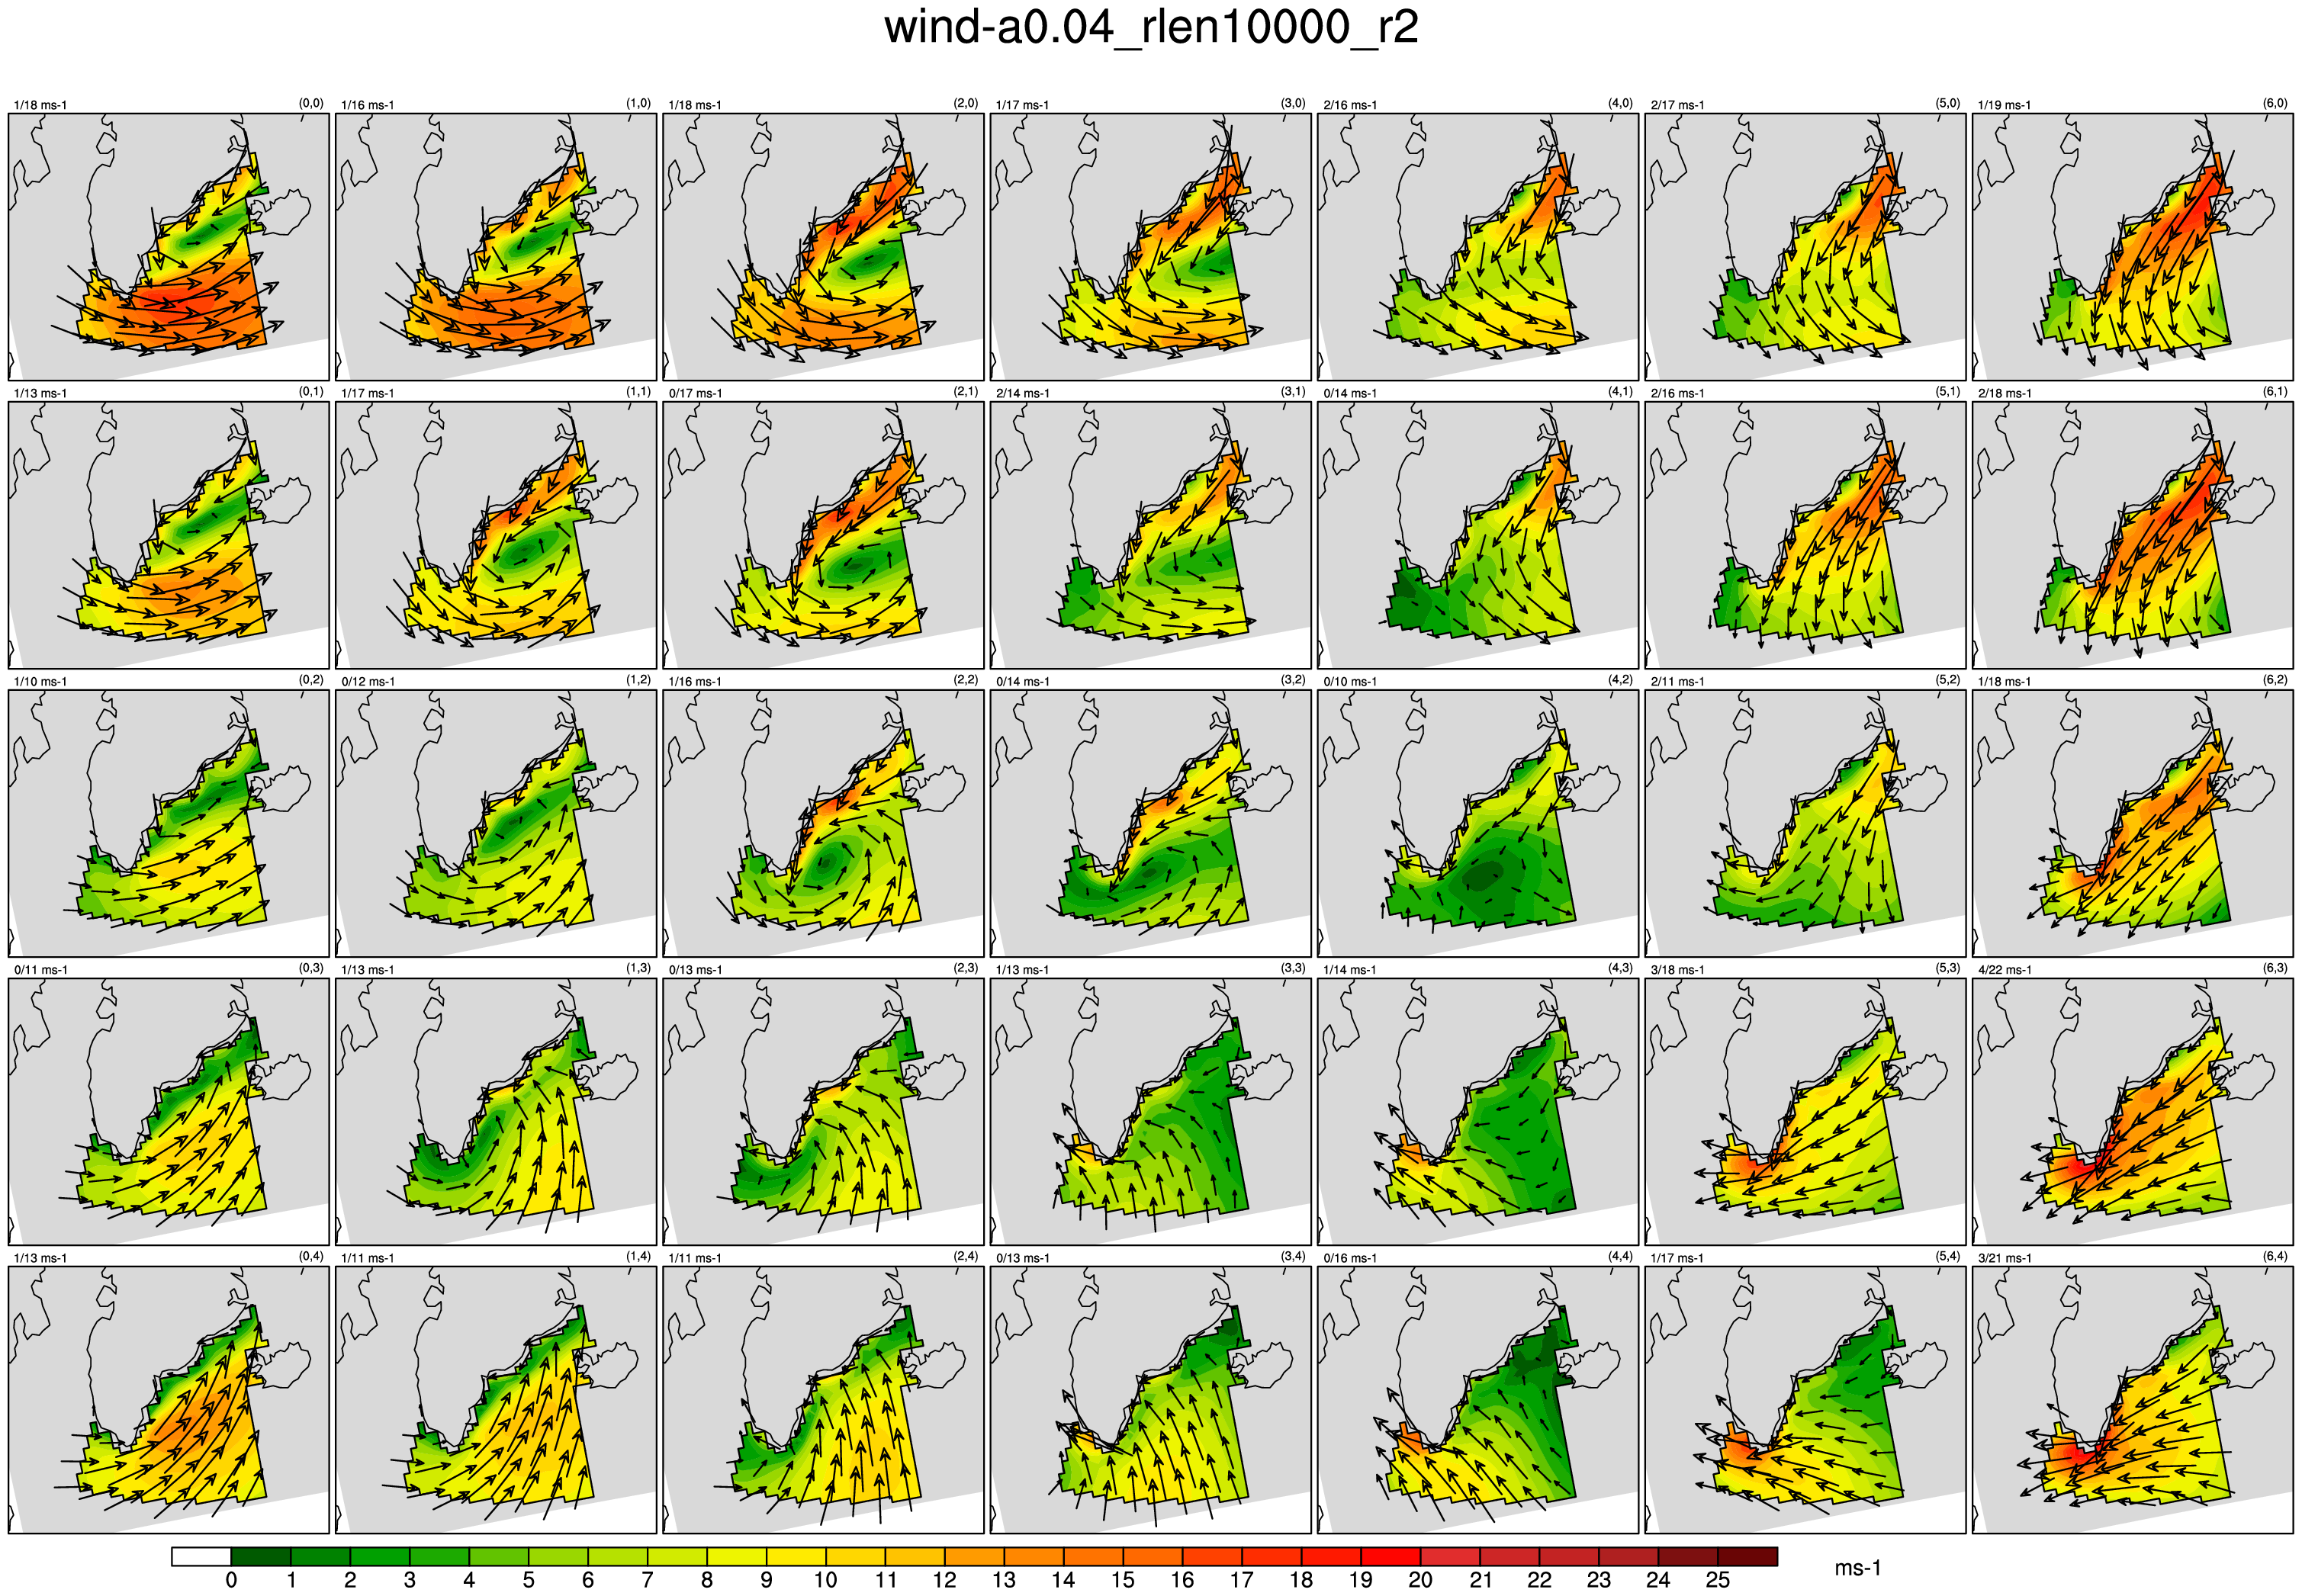 wind-a0.04_rlen10000_r2
1/18 ms-1 (0,0) 1/16 ms-1 (1,0) 1/18 ms-1 (2,0) 1/17 ms-1 (3,0) 2/16 ms-1 (4,0) 2/17 ms-1 (5,0) 1/19 ms-1 (6,0)
1/13 ms-1 (0,1) 1/17 ms-1 (1,1) 0/17 ms-1 (2,1) 2/14 ms-1 (3,1) 0/14 ms-1 (4,1) 2/16 ms-1 (5,1) 2/18 ms-1 (6,1)
1/10 ms-1 (0,2) 0/12 ms-1 (1,2) 1/16 ms-1 (2,2) 0/14 ms-1 (3,2) 0/10 ms-1 (4,2) 2/11 ms-1 (5,2) 1/18 ms-1 (6,2)
0/11 ms-1 (0,3) 1/13 ms-1 (1,3) 0/13 ms-1 (2,3) 1/13 ms-1 (3,3) 1/14 ms-1 (4,3) 3/18 ms-1 (5,3) 4/22 ms-1 (6,3)
1/13 ms-1 (0,4) 1/11 ms-1 (1,4) 1/11 ms-1 (2,4) 0/13 ms-1 (3,4) 0/16 ms-1 (4,4) 1/17 ms-1 (5,4) 3/21 ms-1 (6,4)
0 1 2 3 4 5 6 7 8 9 10 11 12 13 14 15 16 17 18 19 20 21 22 23 24 25 ms-1